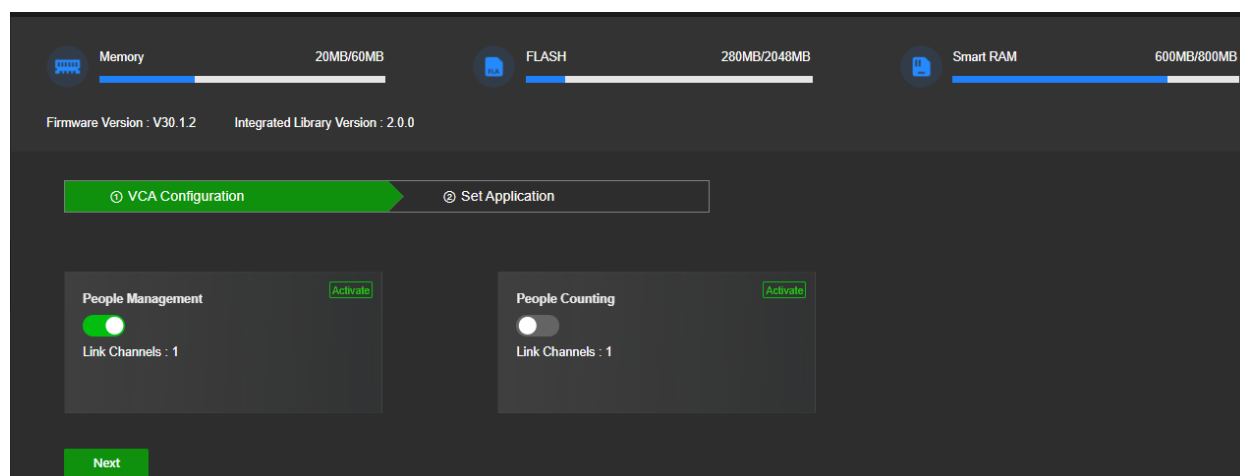 Memory 20MB/60MB FLASH 280MB/2048MB Smart RAM 600MB/800MB
FLA
Firmware Version : V30.1.2 Integrated Library Version : 2.0.0
① VCA Configuration ② Set Application
People Management Activate People Counting Activate
Link Channels : 1 Link Channels : 1
Next